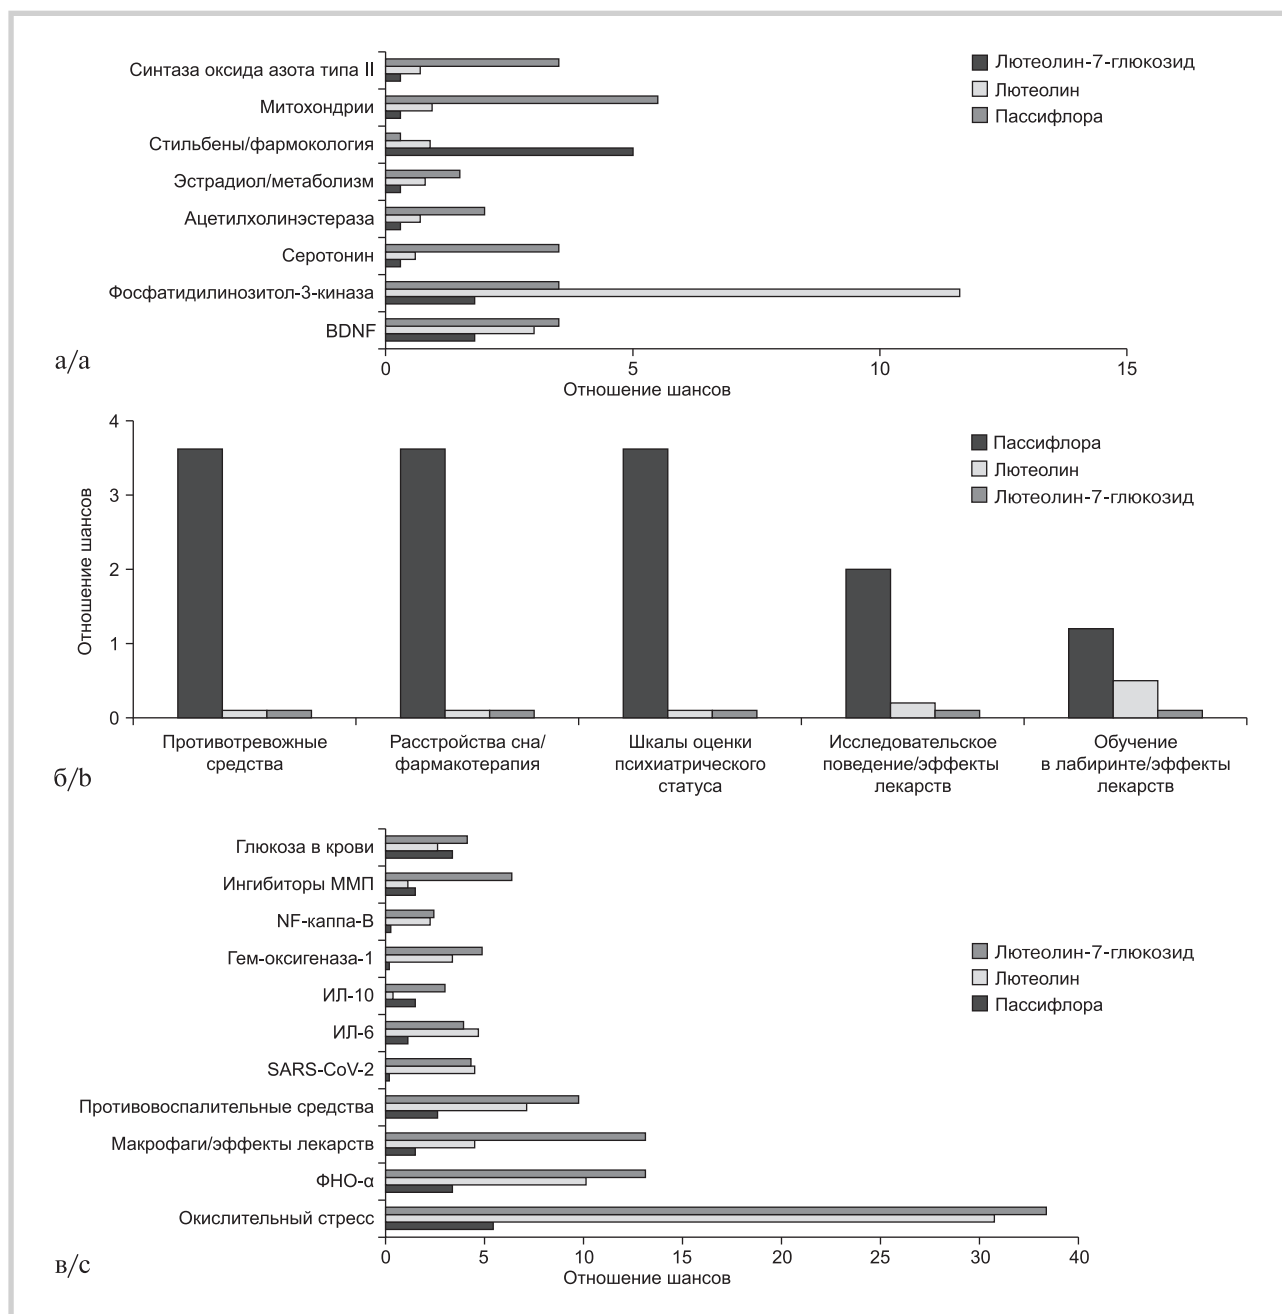 Синтаза оксида азота типа II
Митохондрии
Стильбены/фармокология
Эстрадиол/метаболизм
Ацетилхолинэстераза
Серотонин
Фосфатидилинозитол-3-киназа
BDNF
Лютеолин-7-глюкозид
Лютеолин
Пассифлора
0 5 10 15
Отношение шансов
а/a
4
3
2
1
0
Отношение шансов
Пассифлора
Лютеолин
Лютеолин-7-глюкозид
Противотревожные
средства
Расстройства сна/
фармакотерапия
Шкалы оценки
психиатрического
статуса
Исследовательское
поведение/эффекты
лекарств
Обучение
в лабиринте/эффекты
лекарств
б/b
Глюкоза в крови
Ингибиторы ММП
NF-каппа-B
Гем-оксигеназа-1
ИЛ-10
ИЛ-6
SARS-CoV-2
Противовоспалительные средства
Макрофаги/эффекты лекарств
ФНО-α
Окислительный стресс
Лютеолин-7-глюкозид
Лютеолин
Пассифлора
0 5 10 15 20 25 30 35 40
Отношение шансов
в/c